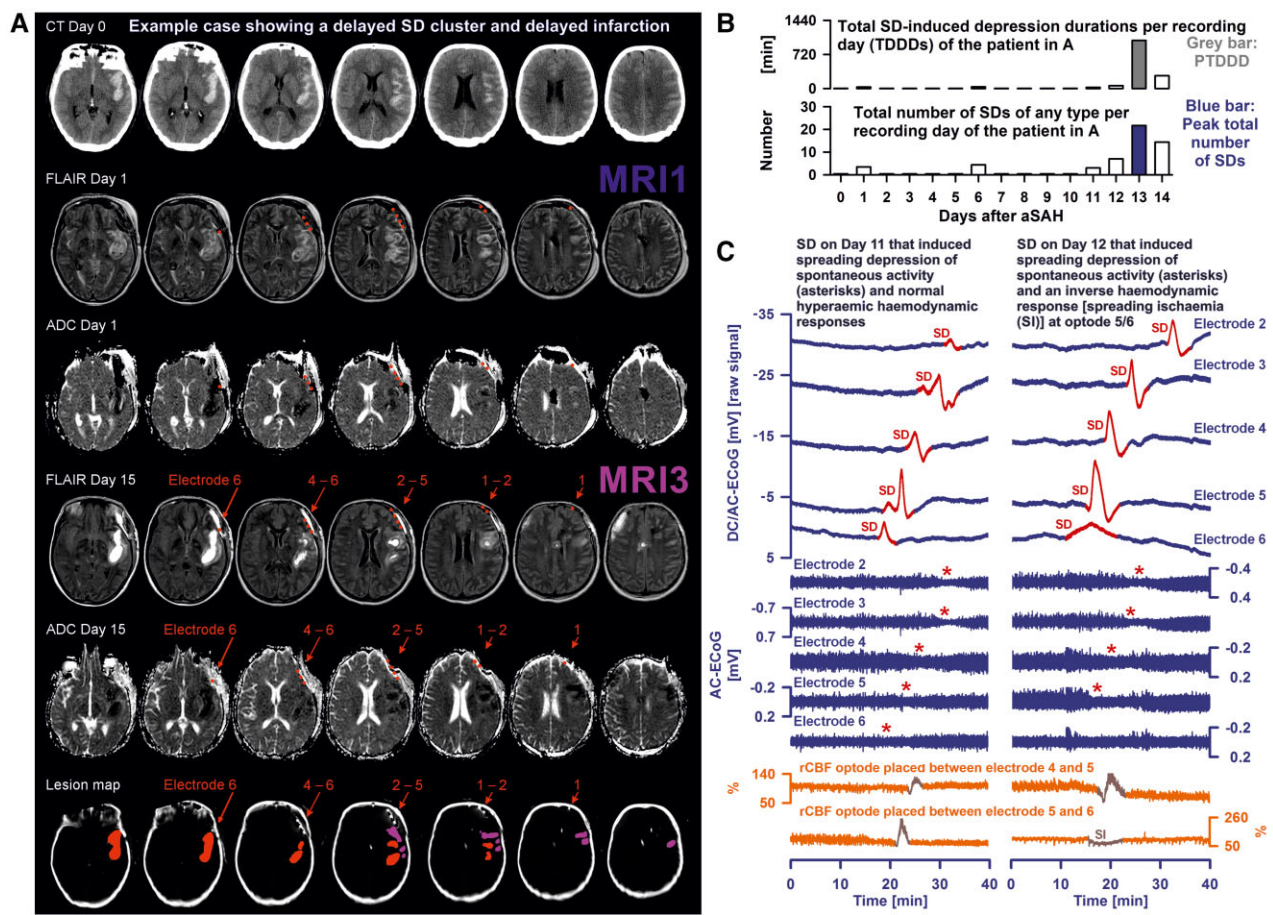 A
CT Day 0
Example case showing a delayed SD cluster and delayed infarction
FLAIR Day 1
MRI1
ADC Day 1
FLAIR Day 15
Electrode 6
4 – 6
2 – 5
1 – 2
1
MRI3
ADC Day 15
Electrode 6
4 – 6
2 – 5
1 – 2
1
Lesion map
Electrode 6
4 – 6
2 – 5
1 – 2
1
B
Total SD-induced depression durations per recording
day (TDDDs) of the patient in A
Grey bar:
PTDDD
[min]
1440
720
0
Total number of SDs of any type per
recording day of the patient in A
Blue bar:
Peak total
number
of SDs
Number
30
20
10
0
0 1 2 3 4 5 6 7 8 9 10 11 12 13 14
Days after aSAH
C
SD on Day 11 that induced
spreading depression of
spontaneous activity
(asterisks) and normal
hyperaemic haemodynamic
responses
SD on Day 12 that induced
spreading depression of
spontaneous activity (asterisks)
and an inverse haemodynamic
response [spreading ischaemia
(SI)] at optode 5/6
DC/AC-ECoG [mV] [raw signal]
-35
-25
-15
-5
5
SD
SD
SD
SD
SD
SD
Electrode 2
SD
Electrode 3
SD
Electrode 4
SD
Electrode 5
SD
Electrode 6
AC-ECoG
[mV]
Electrode 2
*
*
-0.4
0.4
Electrode 3
-0.7
0.7
*
*
Electrode 4
*
*
-0.2
0.2
Electrode 5
-0.2
0.2
*
*
Electrode 6
*
-0.2
0.2
rCBF optode placed between electrode 4 and 5
%
140
50
rCBF optode placed between electrode 5 and 6
SI
260
50
%
0 10 20 30 40
Time [min]
0 10 20 30 40
Time [min]